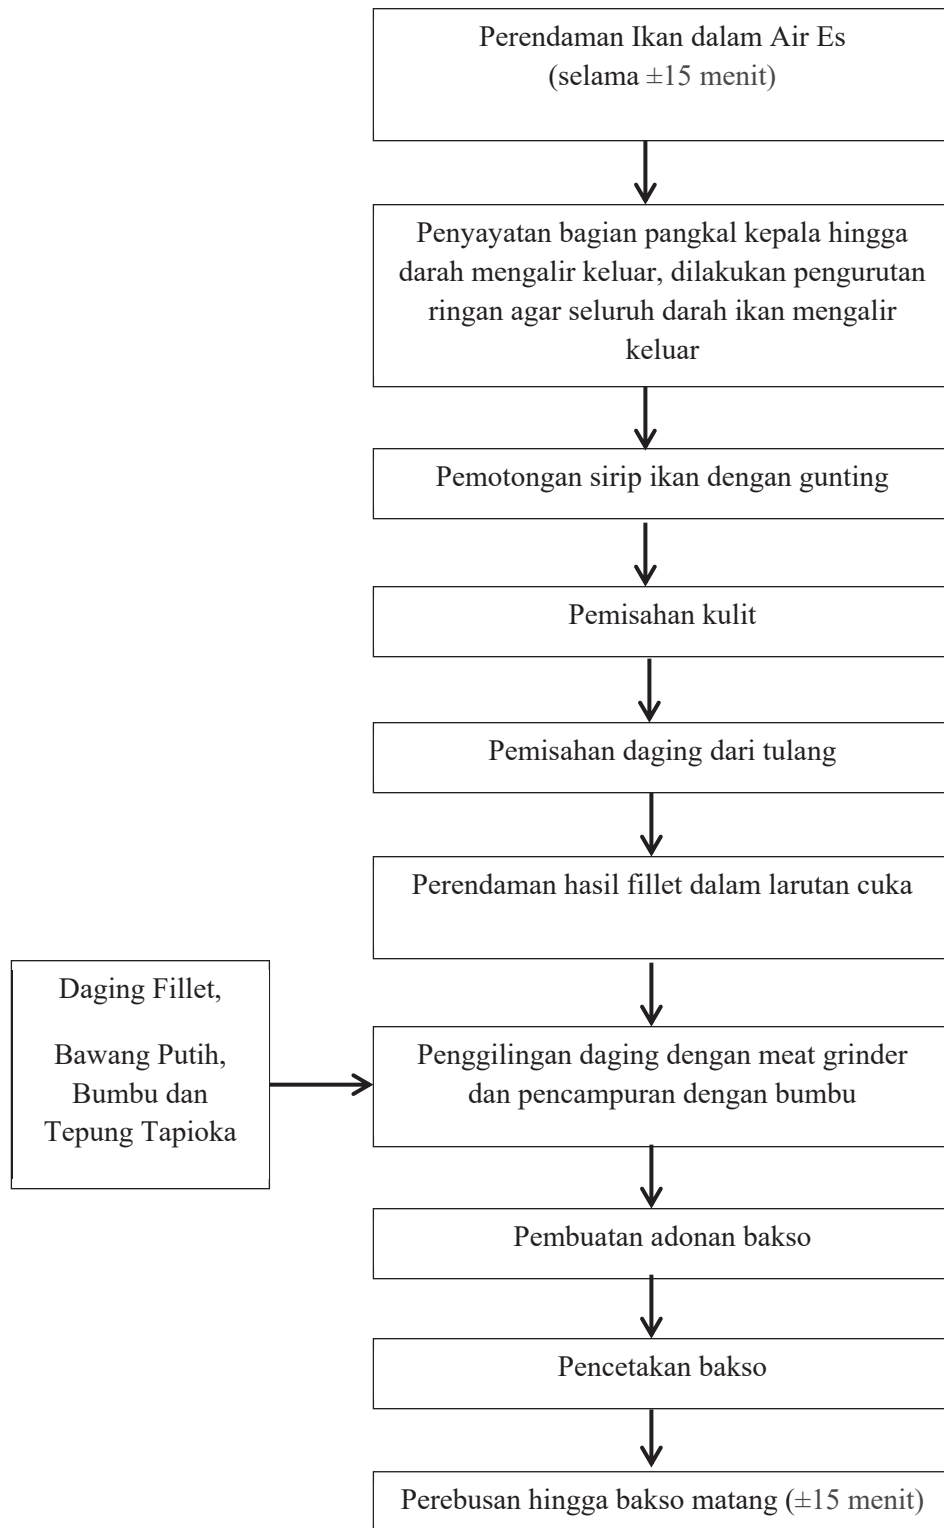 Perendaman Ikan dalam Air Es
(selama ±15 menit)
Penyayatan bagian pangkal kepala hingga
darah mengalir keluar, dilakukan pengurutan
ringan agar seluruh darah ikan mengalir
keluar
Pemotongan sirip ikan dengan gunting
Pemisahan kulit
Pemisahan daging dari tulang
Perendaman hasil fillet dalam larutan cuka
Daging Fillet,
Bawang Putih,
Bumbu dan
Tepung Tapioka
Penggilingan daging dengan meat grinder
dan pencampuran dengan bumbu
Pembuatan adonan bakso
Pencetakan bakso
Perebusan hingga bakso matang (±15 menit)